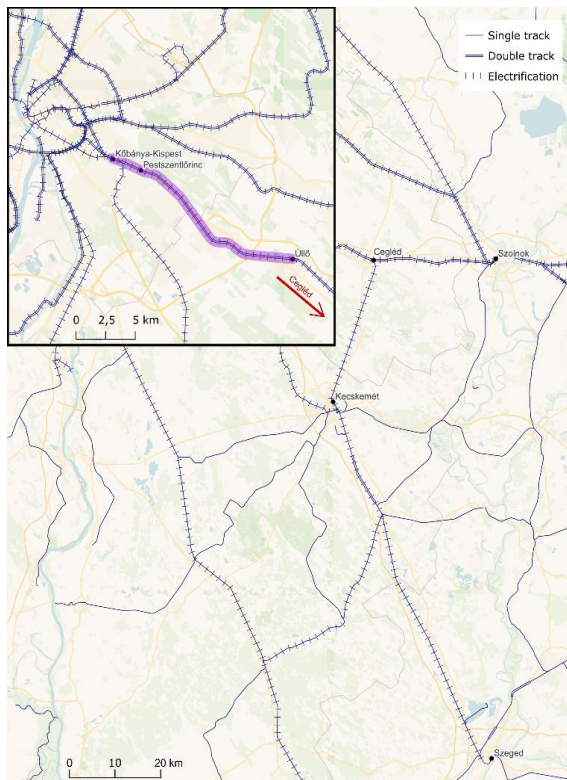 Single track
Double track
Electrification
Kőbánya-Kispest
Pestszentlőrinc
Üllő
Cegléd
0 2,5 5 km
Cegléd
Szolnok
Kecskemét
Szeged
0 10 20 km